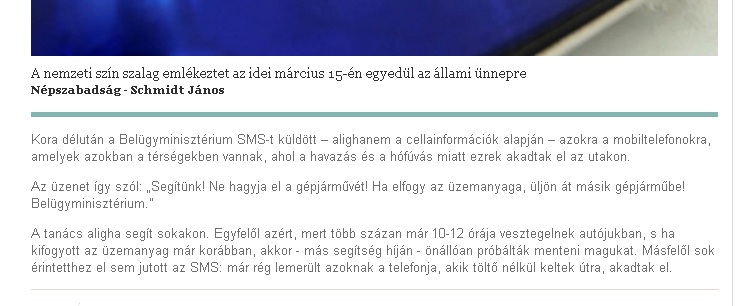 A nemzeti szín szalag emlékeztet az idei március 15-én egyedül az állami ünnepre
Népszabadság - Schmidt János
Kora délután a Belügyminisztérium SMS-t küldött – alighanem a cellainformációk alapján – azokra a mobiltelefonokra,
amelyek azokban a térségekben vannak, ahol a havazás és a hófúvás miatt ezrek akadtak el az utakon.
Az üzenet így szól: „Segítünk! Ne hagyja el a gépjárművét! Ha elfogy az üzemanyaga, üljön át másik gépjárműbe!
Belügyminisztérium."
A tanács aligha segít sokakon. Egyfelől azért, mert több százan már 10-12 órája vesztegelnek autójukban, s ha
kifogyott az üzemanyag már korábban, akkor - más segítség híján - önállóan próbálták menteni magukat. Másfelől sok
érintetthez el sem jutott az SMS: már rég lemerült azoknak a telefonja, akik töltő nélkül keltek útra, akadtak el.